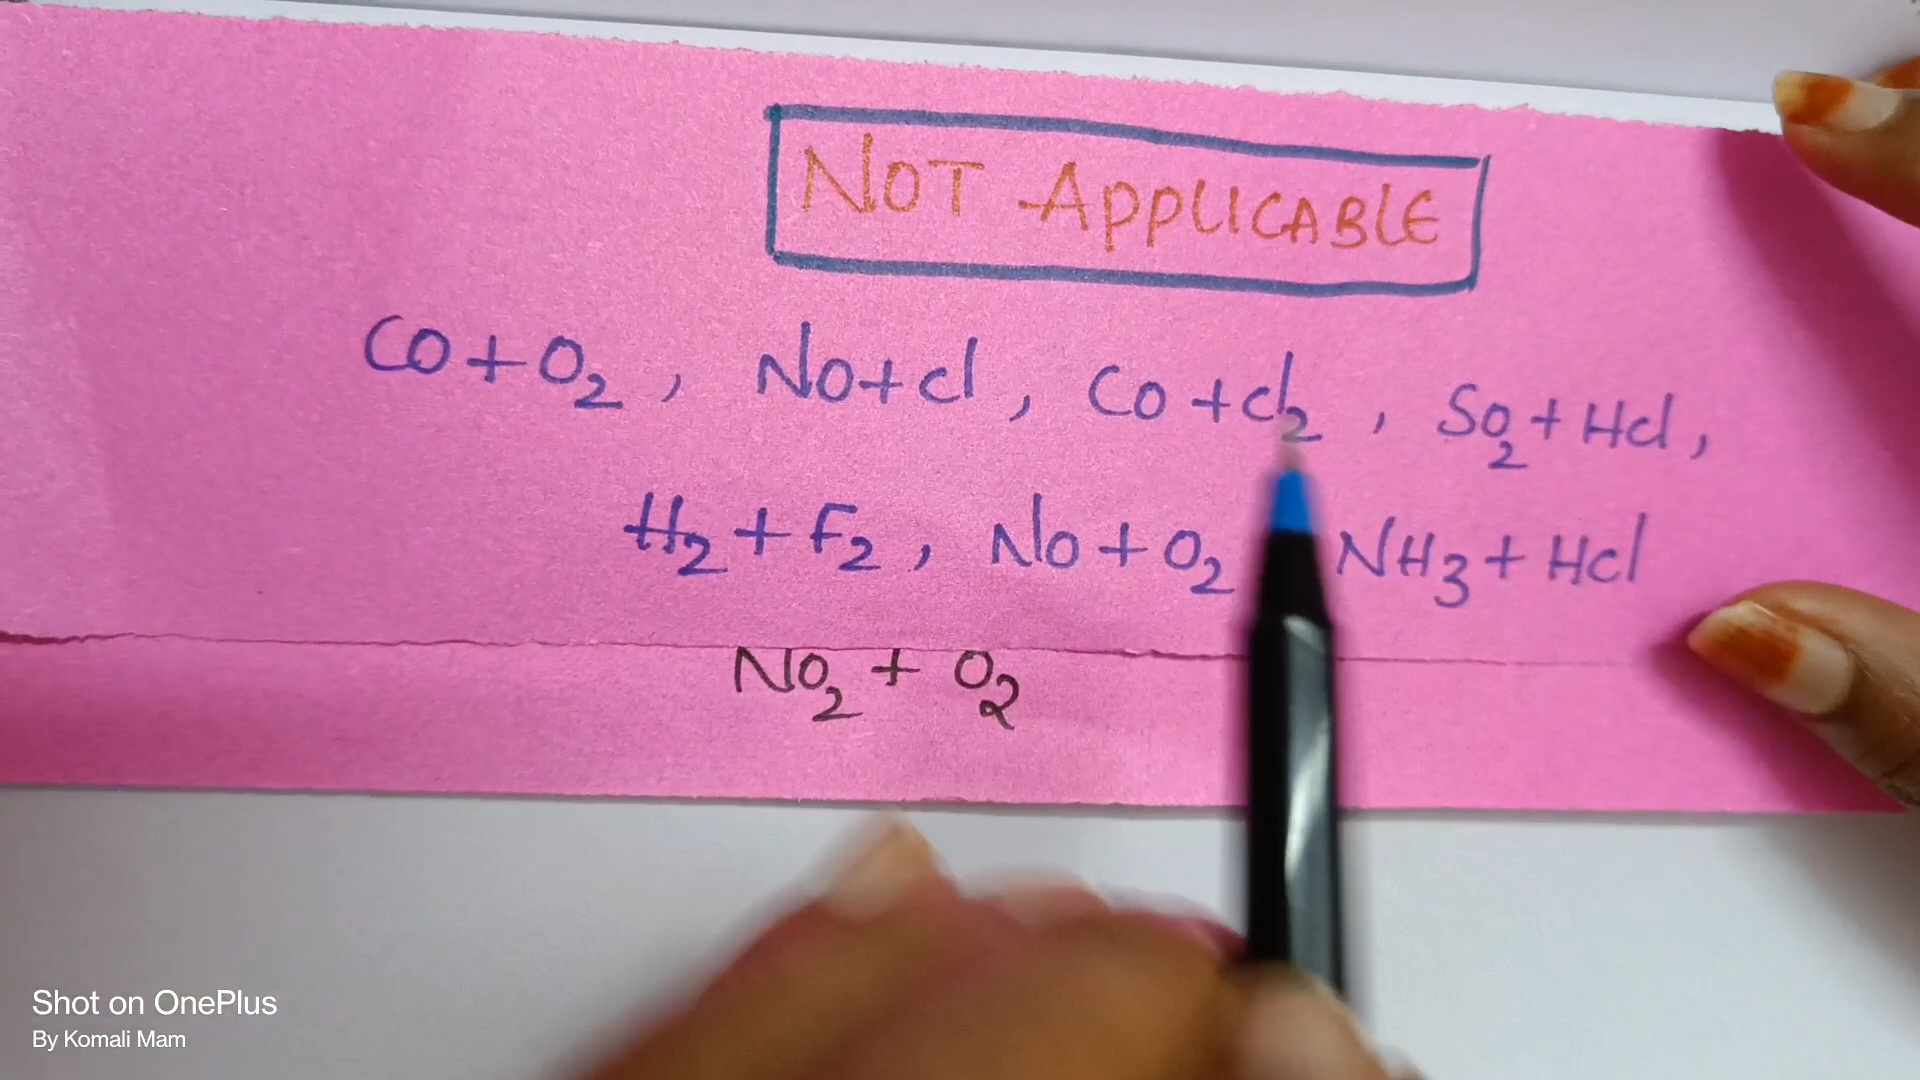 NOT APPLICABLE
Co + O₂ , No + cl , Co + cl₂ , So₂ + Hcl ,
H₂ + F₂ , No + O₂ NH₃ + Hcl
NO₂ + O₂
Shot on OnePlus
By Komali Mam